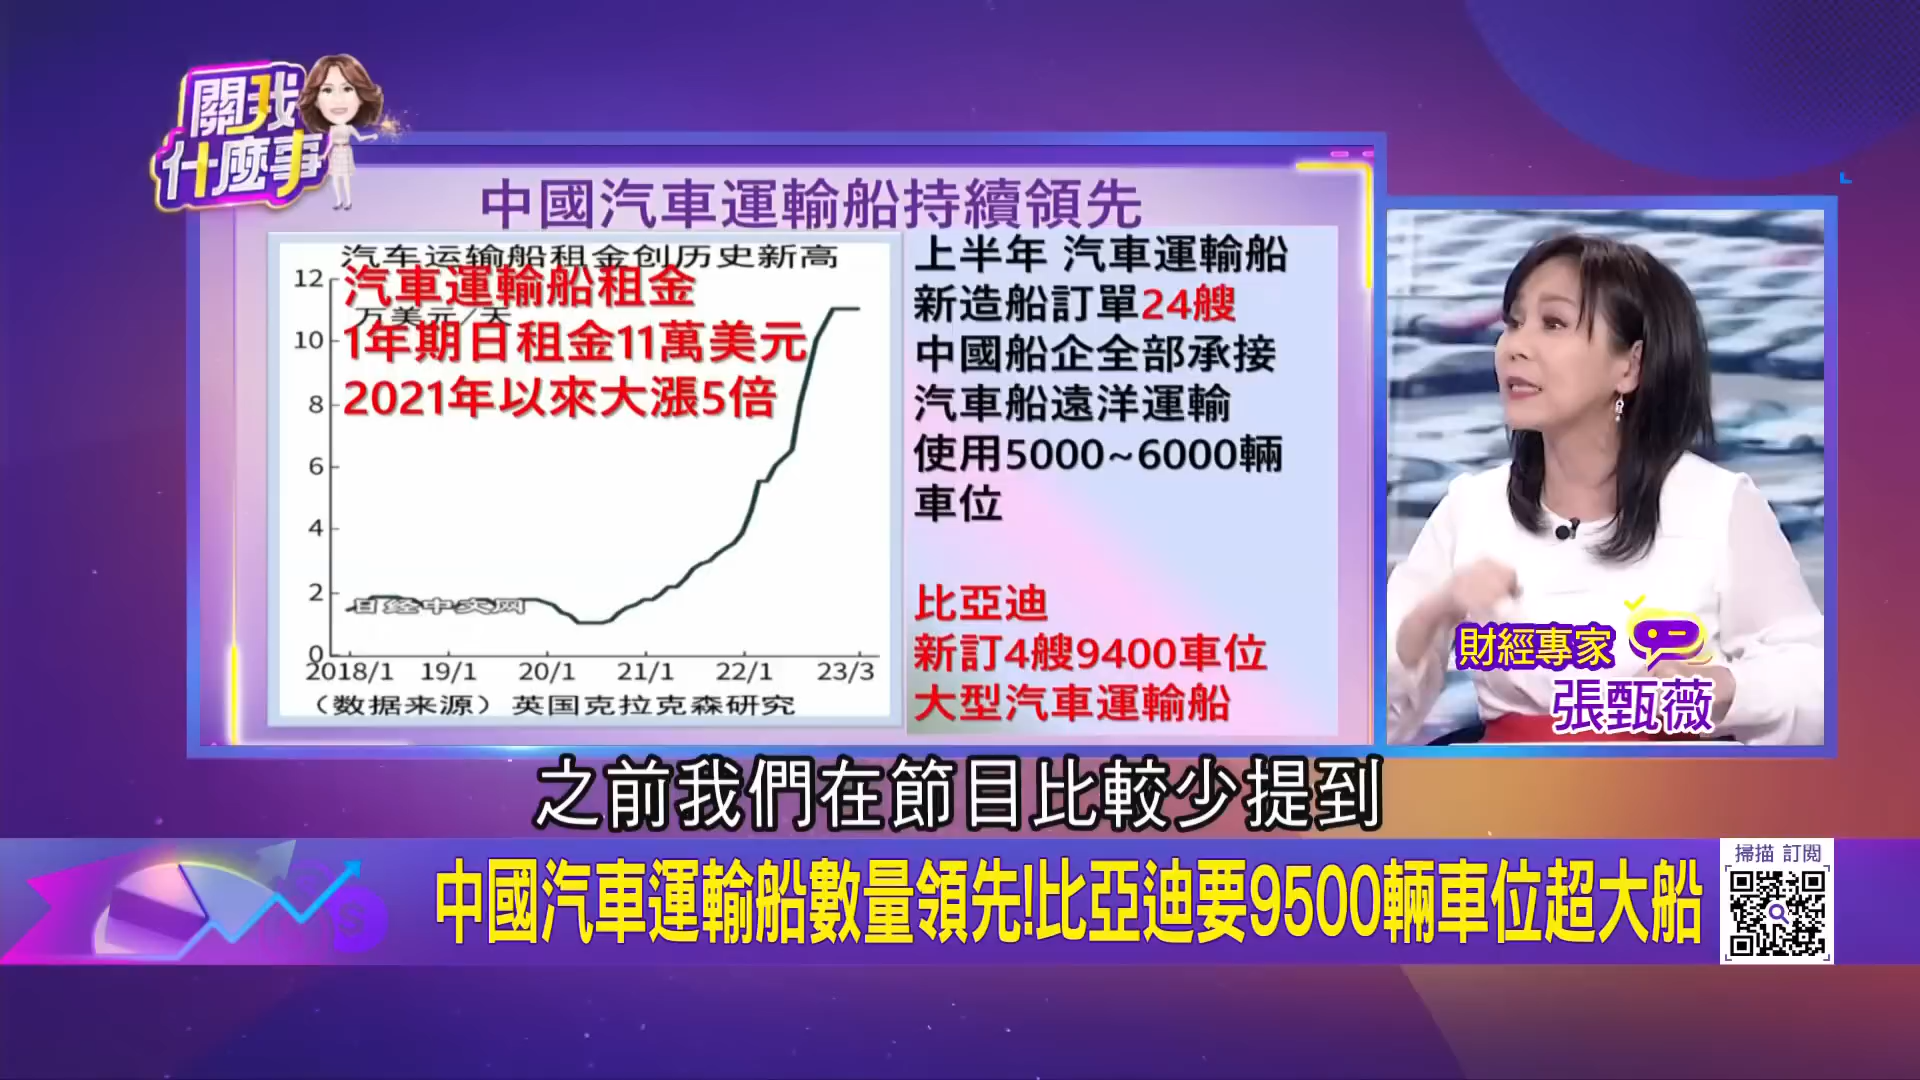 關我
什麼事
中國汽車運輸船持續領先
汽车运输船租金创历史新高
汽車運輸船租金
万美元/天
1年期日租金11萬美元
2021年以來大漲5倍
12
10
8
6
4
2
0
日经中文网
2018/1 19/1 20/1 21/1 22/1 23/3
（数据来源）英国克拉克森研究
上半年 汽車運輸船
新造船訂單24艘
中國船企全部承接
汽車船遠洋運輸
使用5000~6000輛
車位
比亞迪
新訂4艘9400車位
大型汽車運輸船
財經專家
張甄薇
之前我們在節目比較少提到
中國汽車運輸船數量領先!比亞迪要9500輛車位超大船
掃描 訂閱